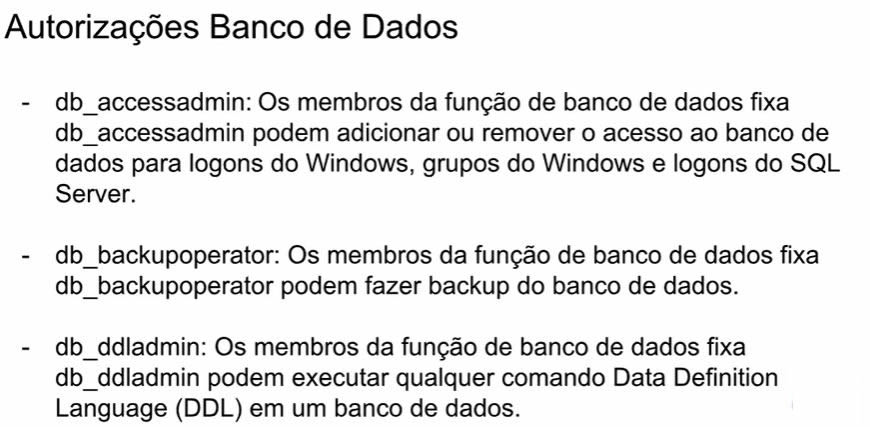 Autorizações Banco de Dados
- db_accessadmin: Os membros da função de banco de dados fixa
db_accessadmin podem adicionar ou remover o acesso ao banco de
dados para logons do Windows, grupos do Windows e logons do SQL
Server.
- db_backupoperator: Os membros da função de banco de dados fixa
db_backupoperator podem fazer backup do banco de dados.
- db_ddladmin: Os membros da função de banco de dados fixa
db_ddladmin podem executar qualquer comando Data Definition
Language (DDL) em um banco de dados.